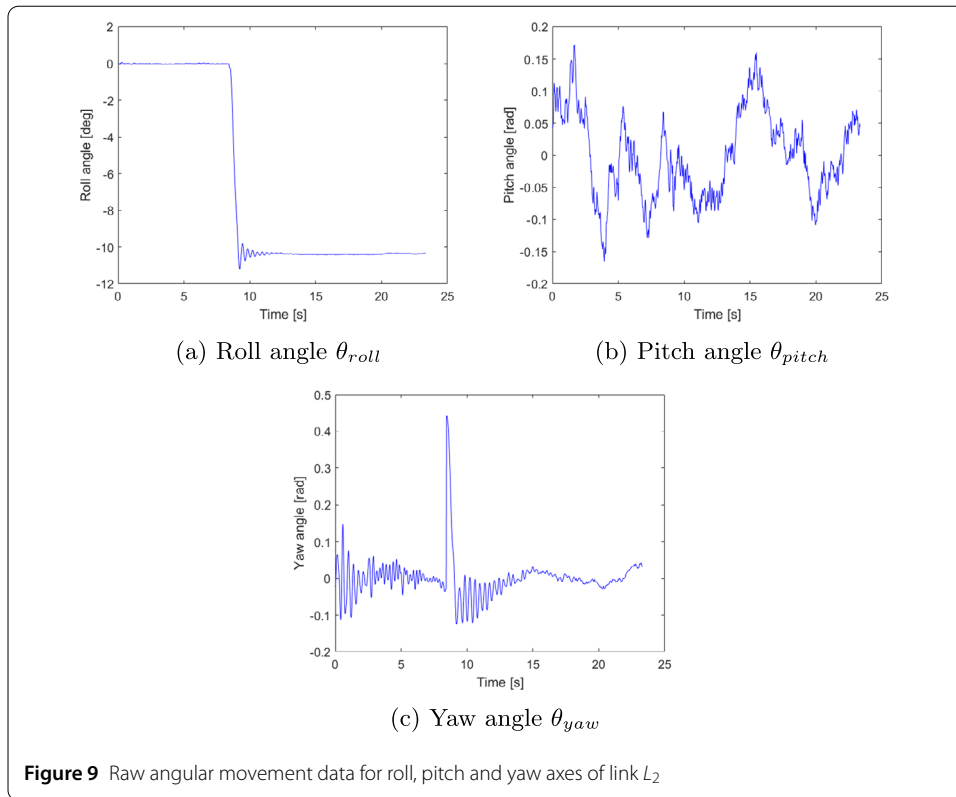 2
0
-2
-4
-6
-8
-10
-12
Roll angle [deg]
0 5 10 15 20 25
Time [s]
(a) Roll angle θ_roll
0.2
0.15
0.1
0.05
0
-0.05
-0.1
-0.15
-0.2
Pitch angle [rad]
0 5 10 15 20 25
Time [s]
(b) Pitch angle θ_pitch
0.5
0.4
0.3
0.2
0.1
0
-0.1
-0.2
Yaw angle [rad]
0 5 10 15 20 25
Time [s]
(c) Yaw angle θ_yaw
Figure 9 Raw angular movement data for roll, pitch and yaw axes of link L₂